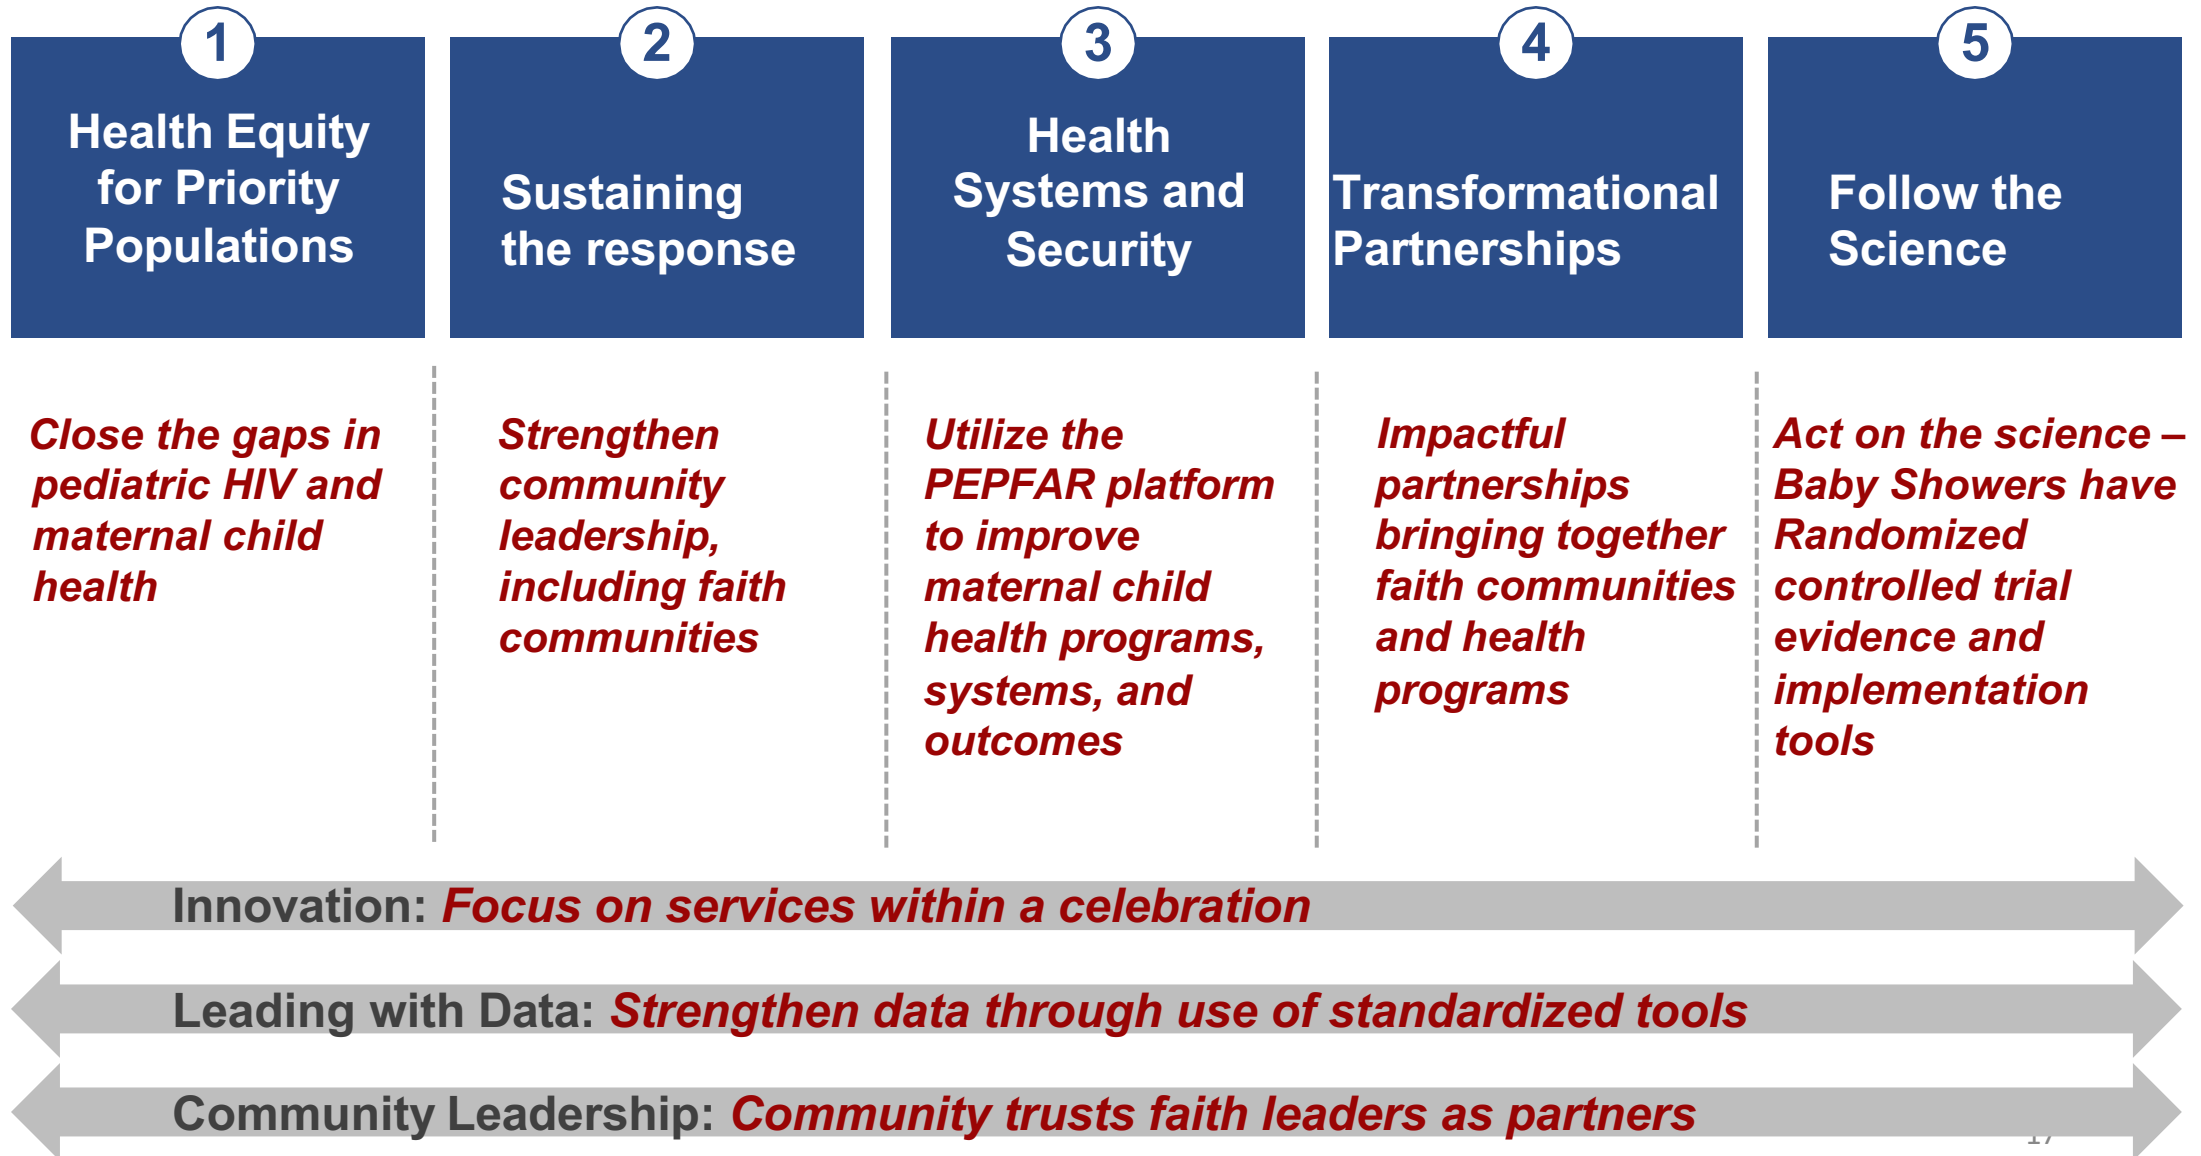 1
Health Equity
for Priority
Populations
2
Sustaining
the response
3
Health
Systems and
Security
4
Transformational
Partnerships
5
Follow the
Science
Close the gaps in
pediatric HIV and
maternal child
health
Strengthen
community
leadership,
including faith
communities
Utilize the
PEPFAR platform
to improve
maternal child
health programs,
systems, and
outcomes
Impactful
partnerships
bringing together
faith communities
and health
programs
Act on the science –
Baby Showers have
Randomized
controlled trial
evidence and
implementation
tools
Innovation: Focus on services within a celebration
Leading with Data: Strengthen data through use of standardized tools
Community Leadership: Community trusts faith leaders as partners
17